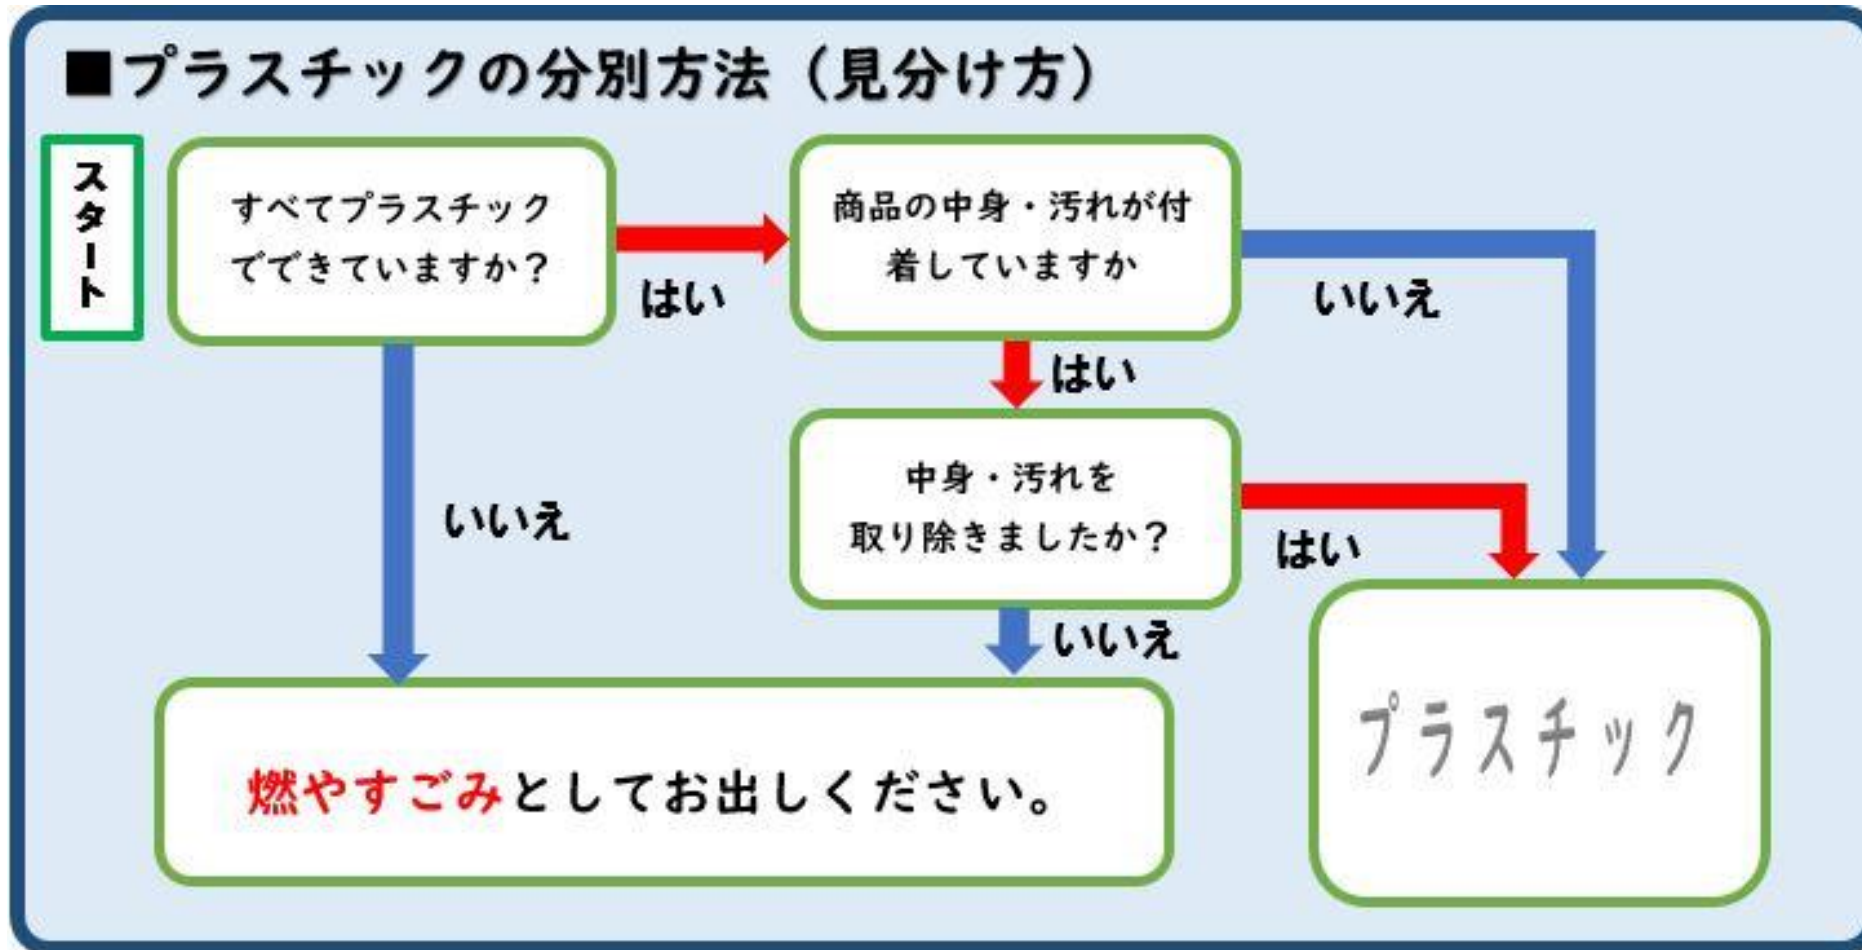 ■プラスチックの分別方法（見分け方）
スタート
すべてプラスチック
でできていますか？
はい
商品の中身・汚れが付
着していますか
いいえ
はい
中身・汚れを
取り除きましたか？
はい
いいえ
いいえ
燃やすごみとしてお出しください。
プラスチック